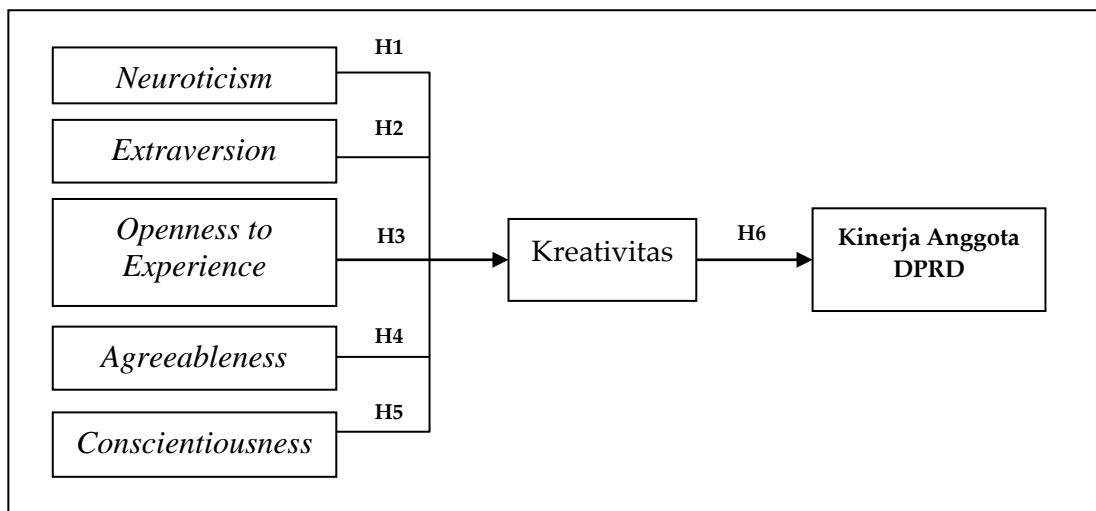 H1
Neuroticism
H2
Extraversion
Openness to
Experience
H3
Kreativitas
H6
Kinerja Anggota
DPRD
H4
Agreeableness
H5
Conscientiousness